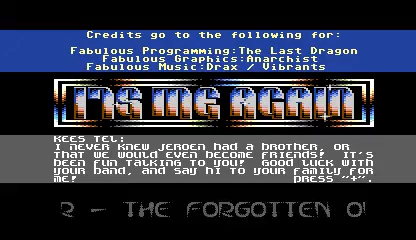 Credits go to the following for:
Fabulous Programming:The Last Dragon
Fabulous Graphics:Anarchist
Fabulous Music:Drax / Vibrants
ITS ME AGAIN
KEES TEL:
I NEVER KNEW JEROEN HAD A BROTHER, OR
THAT WE WOULD EVEN BECOME FRIENDS! IT'S
BEEN FUN TALKING TO YOU! GOOD LUCK WITH
YOUR BAND, AND SAY HI TO YOUR FAMILY FOR
ME! PRESS "+".
R - THE FORGOTTEN